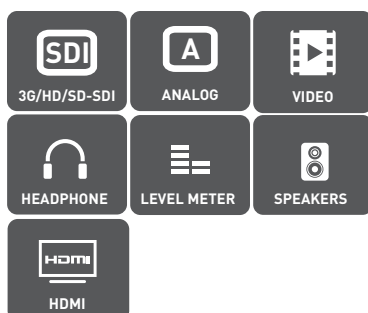 SDI
3G/HD/SD-SDI
A
ANALOG
VIDEO
HEADPHONE
LEVEL METER
SPEAKERS
HDMI
HDMI